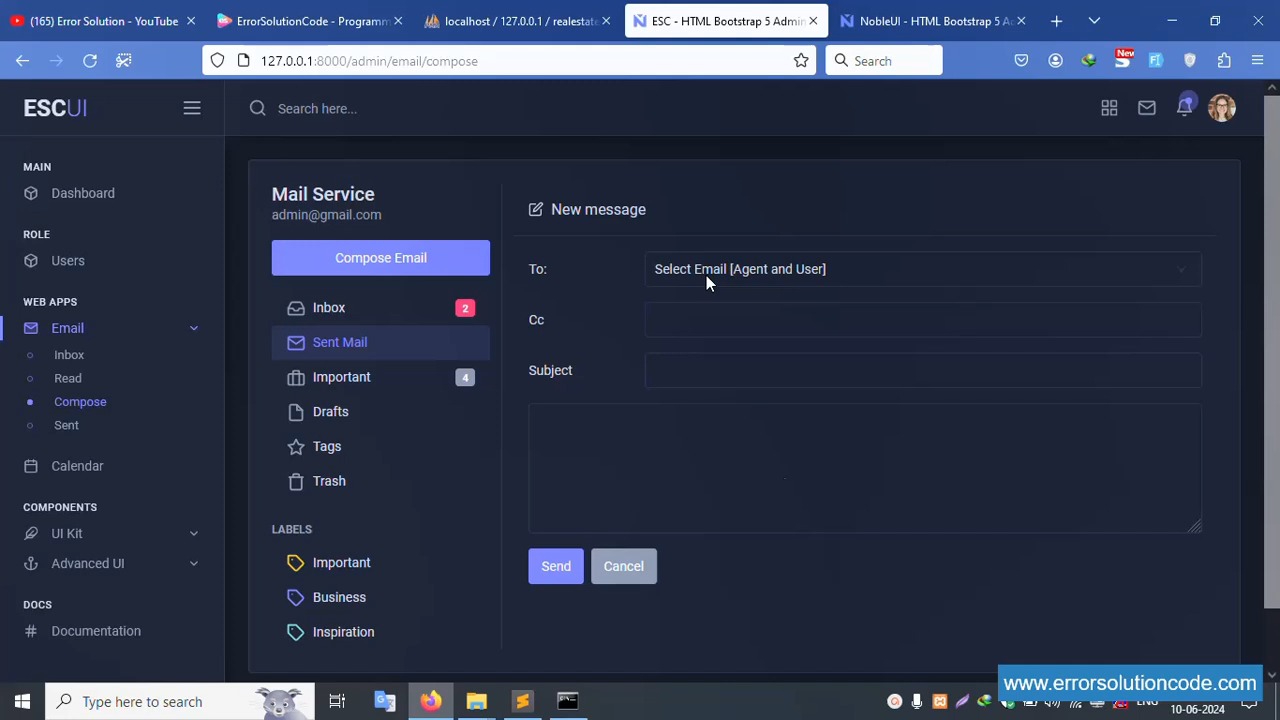 (165) Error Solution - YouTube
ErrorSolutionCode - Programm
localhost / 127.0.0.1 / realestate
ESC - HTML Bootstrap 5 Admin
NobleUI - HTML Bootstrap 5 Ad
127.0.0.1:8000/admin/email/compose
Search
New
ESCUI
Search here...
MAIN
Dashboard
ROLE
Users
WEB APPS
Email
Inbox
Read
Compose
Sent
Calendar
COMPONENTS
UI Kit
Advanced UI
DOCS
Documentation
Mail Service
admin@gmail.com
Compose Email
Inbox
2
Sent Mail
Important
4
Drafts
Tags
Trash
LABELS
Important
Business
Inspiration
New message
To:
Select Email [Agent and User]
Cc
Subject
Send
Cancel
www.errorsolutioncode.com
Type here to search
10-06-2024